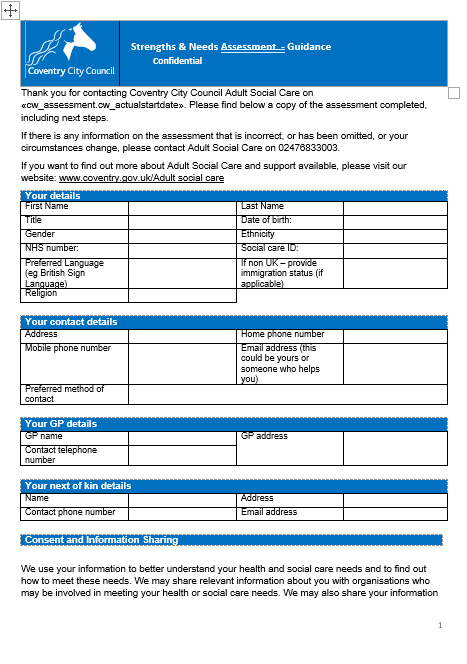 Strengths & Needs Assessment – Guidance
Confidential
Coventry City Council
Thank you for contacting Coventry City Council Adult Social Care on
«cw_assessment.cw_actualstartdate». Please find below a copy of the assessment completed,
including next steps.
If there is any information on the assessment that is incorrect, or has been omitted, or your
circumstances change, please contact Adult Social Care on 02476833003.
If you want to find out more about Adult Social Care and support available, please visit our
website: www.coventry.gov.uk/Adult social care
Your details
First Name Last Name
Title Date of birth:
Gender Ethnicity
NHS number: Social care ID:
Preferred Language
(eg British Sign
Language)
If non UK – provide
immigration status (if
applicable)
Religion
Your contact details
Address Home phone number
Mobile phone number
Email address (this
could be yours or
someone who helps
you)
Preferred method of
contact
Your GP details
GP name GP address
Contact telephone
number
Your next of kin details
Name Address
Contact phone number Email address
Consent and Information Sharing
We use your information to better understand your health and social care needs and to find out
how to meet these needs. We may share relevant information about you with organisations who
may be involved in meeting your health or social care needs. We may also share your information
1